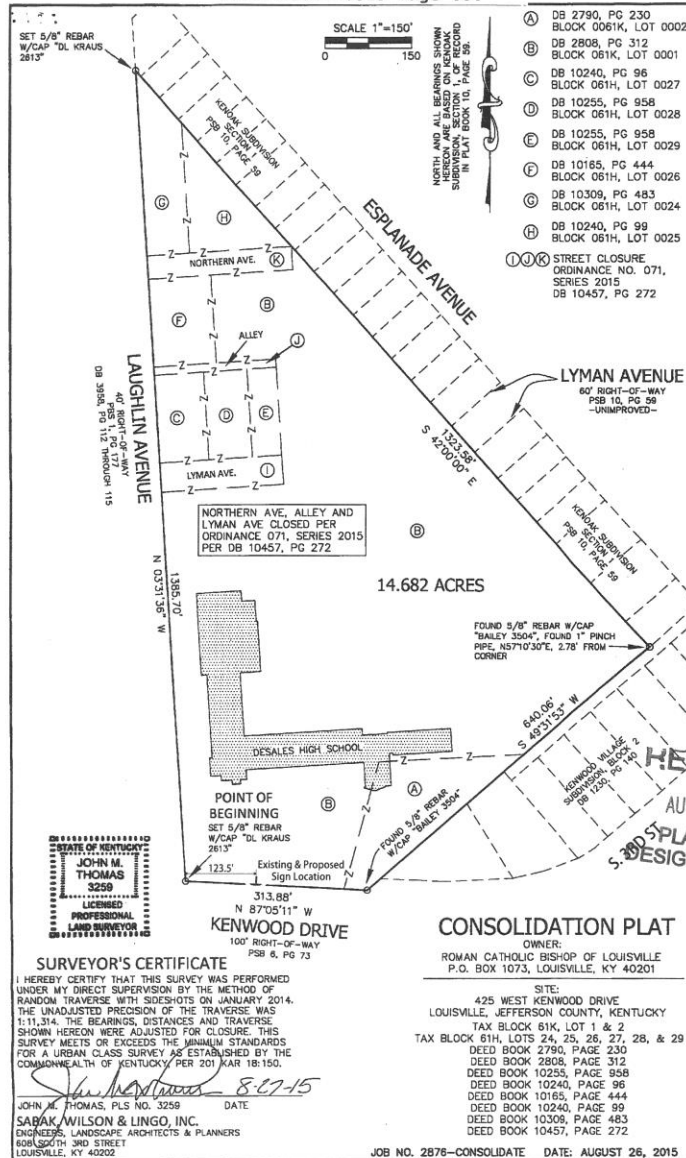 SET 5/8" REBAR
W/CAP "DL KRAUS
2613"
SCALE 1"=150'
0 150
NORTH AND ALL BEARINGS SHOWN
HEREON ARE BASED ON KENOAK
SUBDIVISION, SECTION 1, OF RECORD
IN PLAT BOOK 10, PAGE 59.
A DB 2790, PG 230
BLOCK 0061K, LOT 0002
B DB 2808, PG 312
BLOCK 061K, LOT 0001
C DB 10240, PG 96
BLOCK 061H, LOT 0027
D DB 10255, PG 958
BLOCK 061H, LOT 0028
E DB 10255, PG 958
BLOCK 061H, LOT 0029
F DB 10165, PG 444
BLOCK 061H, LOT 0026
G DB 10309, PG 483
BLOCK 061H, LOT 0024
H DB 10240, PG 99
BLOCK 061H, LOT 0025
I J K STREET CLOSURE
ORDINANCE NO. 071,
SERIES 2015
DB 10457, PG 272
KENOAK SUBDIVISION
SECTION 1
PSB 10, PAGE 59
ESPLANADE AVENUE
G
H
Z
NORTHERN AVE.
K
F
B
ALLEY
J
C
D
E
LYMAN AVE.
I
LAUGHLIN AVENUE
40' RIGHT-OF-WAY
PBS 1, PG 177
DB 3958, PG 112 THROUGH 115
LYMAN AVENUE
60' RIGHT-OF-WAY
PSB 10, PG 59
-UNIMPROVED-
1323.58'
S 42°00'00" E
NORTHERN AVE, ALLEY AND
LYMAN AVE CLOSED PER
ORDINANCE 071, SERIES 2015
PER DB 10457, PG 272
B
14.682 ACRES
KENOAK SUBDIVISION
SECTION 1
PSB 10, PAGE 59
1385.70'
N 03°31'36" W
FOUND 5/8" REBAR W/CAP
"BAILEY 3504", FOUND 1" PINCH
PIPE, N57°10'30"E, 2.78' FROM
CORNER
640.06'
S 49°31'53" W
DESALES HIGH SCHOOL
KENWOOD VILLAGE
SUBDIVISION, BLOCK 2
DB 1230, PG 140
S. 3RD ST
AU
PLA
DESIG
POINT OF
BEGINNING
SET 5/8" REBAR
W/CAP "DL KRAUS
2613"
B
A
FOUND 5/8" REBAR
W/CAP "BAILEY 3504"
123.5'
Existing & Proposed
Sign Location
313.88'
N 87°05'11" W
KENWOOD DRIVE
100' RIGHT-OF-WAY
PSB 6, PG 73
STATE OF KENTUCKY
JOHN M.
THOMAS
3259
LICENSED
PROFESSIONAL
LAND SURVEYOR
SURVEYOR'S CERTIFICATE
I HEREBY CERTIFY THAT THIS SURVEY WAS PERFORMED
UNDER MY DIRECT SUPERVISION BY THE METHOD OF
RANDOM TRAVERSE WITH SIDESHOTS ON JANUARY 2014.
THE UNADJUSTED PRECISION OF THE TRAVERSE WAS
1:11,314. THE BEARINGS, DISTANCES AND TRAVERSE
SHOWN HEREON WERE ADJUSTED FOR CLOSURE. THIS
SURVEY MEETS OR EXCEEDS THE MINIMUM STANDARDS
FOR A URBAN CLASS SURVEY AS ESTABLISHED BY THE
COMMONWEALTH OF KENTUCKY, PER 201 KAR 18:150.
8-27-15
JOHN M. THOMAS, PLS NO. 3259 DATE
SABAK, WILSON & LINGO, INC.
ENGINEERS, LANDSCAPE ARCHITECTS & PLANNERS
608 SOUTH 3RD STREET
LOUISVILLE, KY 40202
CONSOLIDATION PLAT
OWNER:
ROMAN CATHOLIC BISHOP OF LOUISVILLE
P.O. BOX 1073, LOUISVILLE, KY 40201
SITE:
425 WEST KENWOOD DRIVE
LOUISVILLE, JEFFERSON COUNTY, KENTUCKY
TAX BLOCK 61K, LOT 1 & 2
TAX BLOCK 61H, LOTS 24, 25, 26, 27, 28, & 29
DEED BOOK 2790, PAGE 230
DEED BOOK 2808, PAGE 312
DEED BOOK 10255, PAGE 958
DEED BOOK 10240, PAGE 96
DEED BOOK 10165, PAGE 444
DEED BOOK 10240, PAGE 99
DEED BOOK 10309, PAGE 483
DEED BOOK 10457, PAGE 272
JOB NO. 2876-CONSOLIDATE DATE: AUGUST 26, 2015